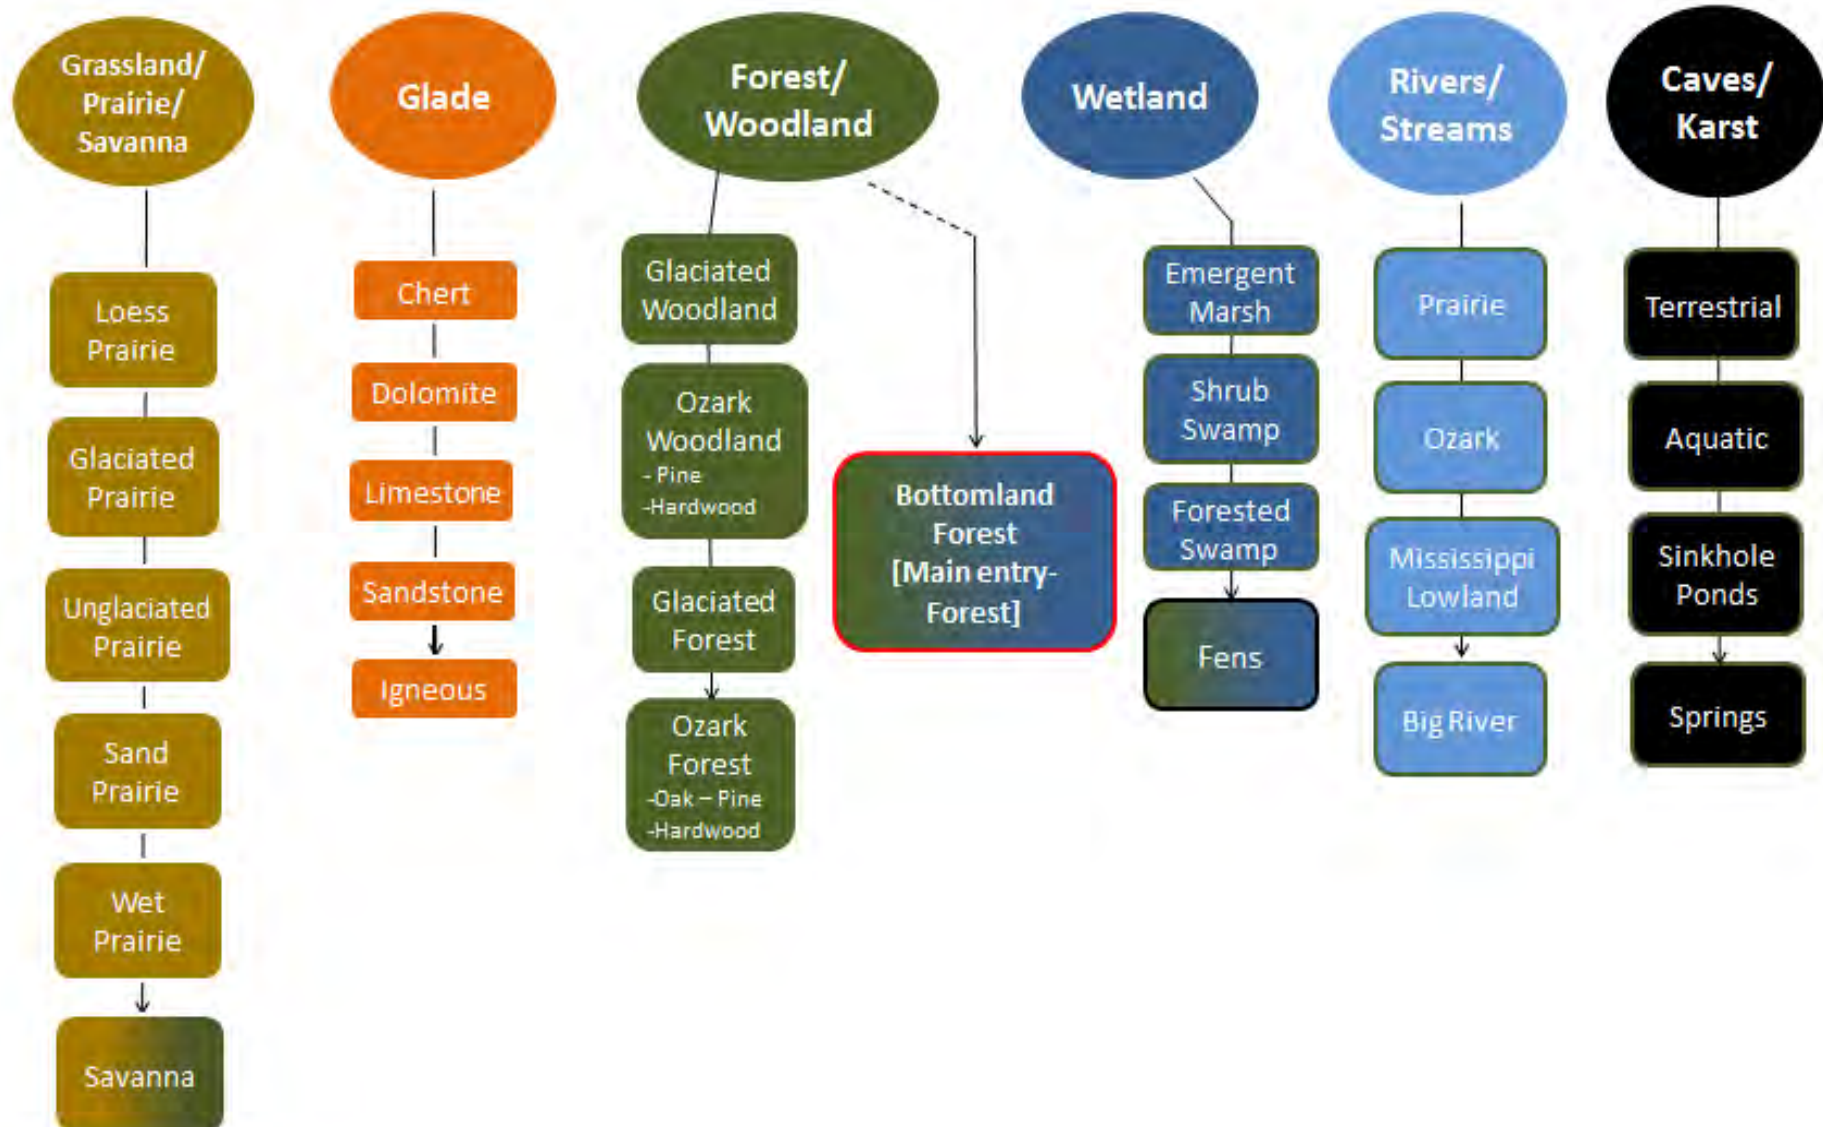 Grassland/
Prairie/
Savanna
Loess
Prairie
Glaciated
Prairie
Unglaciated
Prairie
Sand
Prairie
Wet
Prairie
Savanna
Glade
Chert
Dolomite
Limestone
Sandstone
Igneous
Forest/
Woodland
Glaciated
Woodland
Ozark
Woodland
- Pine
-Hardwood
Glaciated
Forest
Ozark
Forest
-Oak – Pine
-Hardwood
Bottomland
Forest
[Main entry-
Forest]
Wetland
Emergent
Marsh
Shrub
Swamp
Forested
Swamp
Fens
Rivers/
Streams
Prairie
Ozark
Mississippi
Lowland
Big River
Caves/
Karst
Terrestrial
Aquatic
Sinkhole
Ponds
Springs